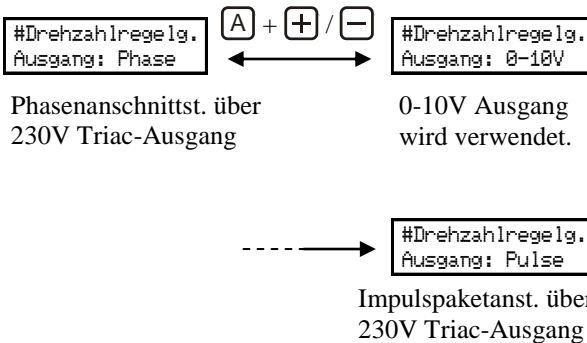 #Drehzahlregelg.
Ausgang: Phase
A + + / −
#Drehzahlregelg.
Ausgang: 0-10V
Phasenanschnittst. über
230V Triac-Ausgang
0-10V Ausgang
wird verwendet.
#Drehzahlregelg.
Ausgang: Pulse
Impulspaketanst. über
230V Triac-Ausgang